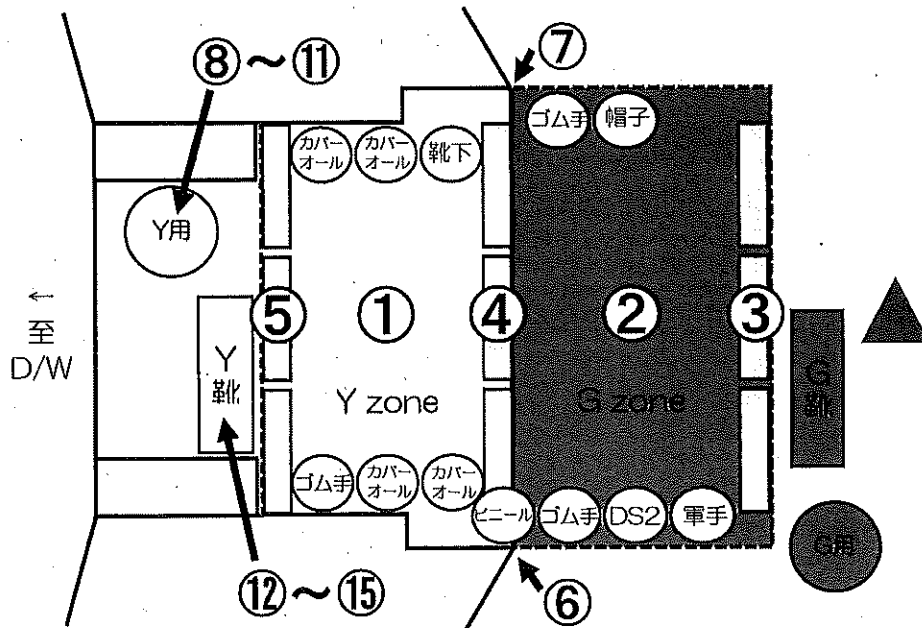 ⑧～⑪
⑦
ゴム手
帽子
カバー
オール
カバー
オール
靴下
Y用
←
至
D/W
⑤
①
④
②
③
Y
靴
Y zone
G zone
G
靴
ゴム手
カバー
オール
カバー
オール
ビニール
ゴム手
DS2
軍手
G用
⑫～⑮
⑥